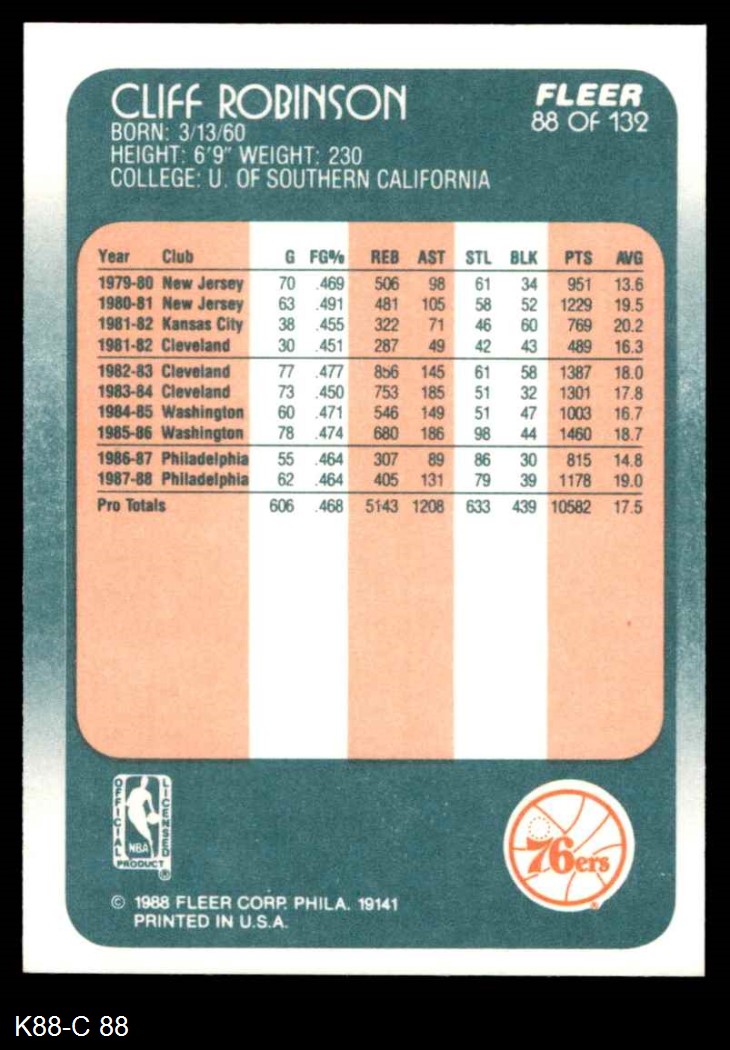 CLIFF ROBINSON
FLEER
88 OF 132
BORN: 3/13/60
HEIGHT: 6'9" WEIGHT: 230
COLLEGE: U. OF SOUTHERN CALIFORNIA
Year Club G FG% REB AST STL BLK PTS AVG
1979-80 New Jersey 70 .469 506 98 61 34 951 13.6
1980-81 New Jersey 63 .491 481 105 58 52 1229 19.5
1981-82 Kansas City 38 .455 322 71 46 60 769 20.2
1981-82 Cleveland 30 .451 287 49 42 43 489 16.3
1982-83 Cleveland 77 .477 856 145 61 58 1387 18.0
1983-84 Cleveland 73 .450 753 185 51 32 1301 17.8
1984-85 Washington 60 .471 546 149 51 47 1003 16.7
1985-86 Washington 78 .474 680 186 98 44 1460 18.7
1986-87 Philadelphia 55 .464 307 89 86 30 815 14.8
1987-88 Philadelphia 62 .464 405 131 79 39 1178 19.0
Pro Totals 606 .468 5143 1208 633 439 10582 17.5
OFFICIAL LICENSED
NBA
PRODUCT ®
76ers ®
© 1988 FLEER CORP. PHILA. 19141
PRINTED IN U.S.A.
K88-C 88